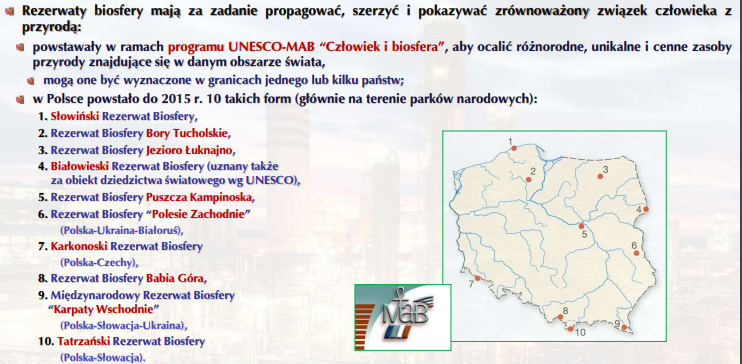 Rezerwaty biosfery mają za zadanie propagować, szerzyć i pokazywać zrównoważony związek człowieka z
przyrodą:
powstawały w ramach programu UNESCO-MAB “Człowiek i biosfera”, aby ocalić różnorodne, unikalne i cenne zasoby
przyrody znajdujące się w danym obszarze świata,
mogą one być wyznaczone w granicach jednego lub kilku państw;
w Polsce powstało do 2015 r. 10 takich form (głównie na terenie parków narodowych):
1. Słowiński Rezerwat Biosfery,
2. Rezerwat Biosfery Bory Tucholskie,
3. Rezerwat Biosfery Jezioro Łuknajno,
4. Białowieski Rezerwat Biosfery (uznany także
za obiekt dziedzictwa światowego wg UNESCO),
5. Rezerwat Biosfery Puszcza Kampinoska,
6. Rezerwat Biosfery “Polesie Zachodnie”
(Polska-Ukraina-Białoruś),
7. Karkonoski Rezerwat Biosfery
(Polska-Czechy),
8. Rezerwat Biosfery Babia Góra,
9. Międzynarodowy Rezerwat Biosfery
“Karpaty Wschodnie”
(Polska-Słowacja-Ukraina),
10. Tatrzański Rezerwat Biosfery
(Polska-Słowacja).
1
2
3
4
5
6
7
8
9
10
MaB